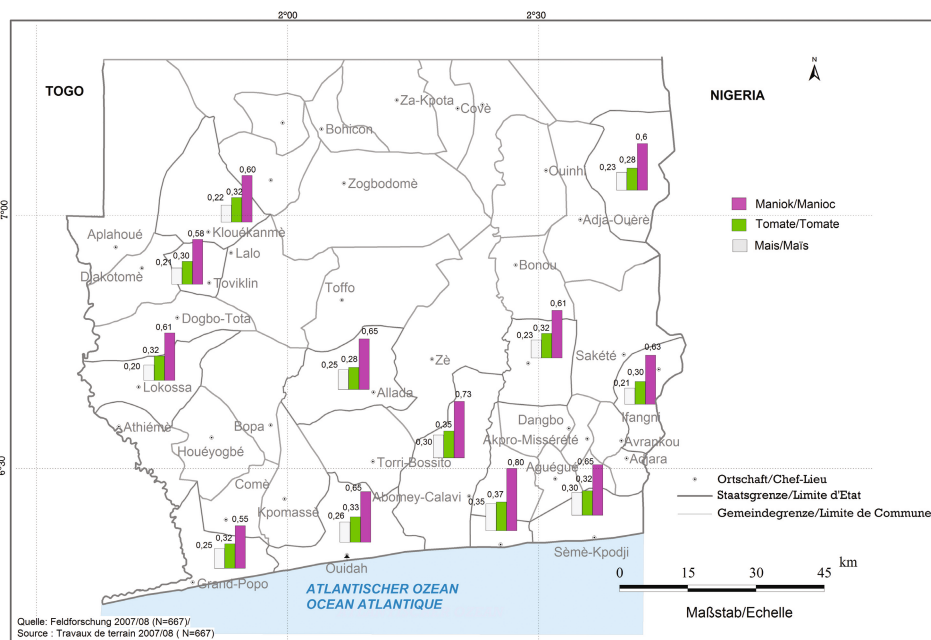 2°00
2°30
N
TOGO
NIGERIA
Za-Kpota
Covè
Bohicon
Ouinh.
0,6
0,28
0,23
Zogbodomè
0,60
0,32
0,22
Maniok/Manioc
Tomate/Tomate
Mais/Maïs
7°00
Adja-Ouèrè
Aplahoué
Klouékanmè
0,58
0,30
0,21
Lalo
Djakotomè
Toviklin
Bonou
Toffo
Dogbo-Tota
0,61
0,32
0,20
Lokossa
0,65
0,28
0,25
Allada
Zè
0,61
0,32
0,23
Sakété
0,63
0,30
0,21
Ifangni
0,73
0,35
0,30
Athiémè
Bopa
Houéyogbé
Dangbo
Akpro-Missérété
Avrankou
Adjara
6°30
Torri-Bossito
Aguégué
0,65
0,32
0,30
0,80
0,37
0,35
Comè
Kpomassè
0,65
0,33
0,26
Abomey-Calavi
Ortschaft/Chef-Lieu
Staatsgrenze/Limite d'Etat
Gemeindegrenze/Limite de Commune
0,55
0,32
0,25
Grand-Popo
Ouidah
Sèmè-Kpodji
km
0 15 30 45
Maßstab/Echelle
ATLANTISCHER OZEAN
OCEAN ATLANTIQUE
Quelle: Feldforschung 2007/08 (N=667)/
Source : Travaux de terrain 2007/08 ( N=667)